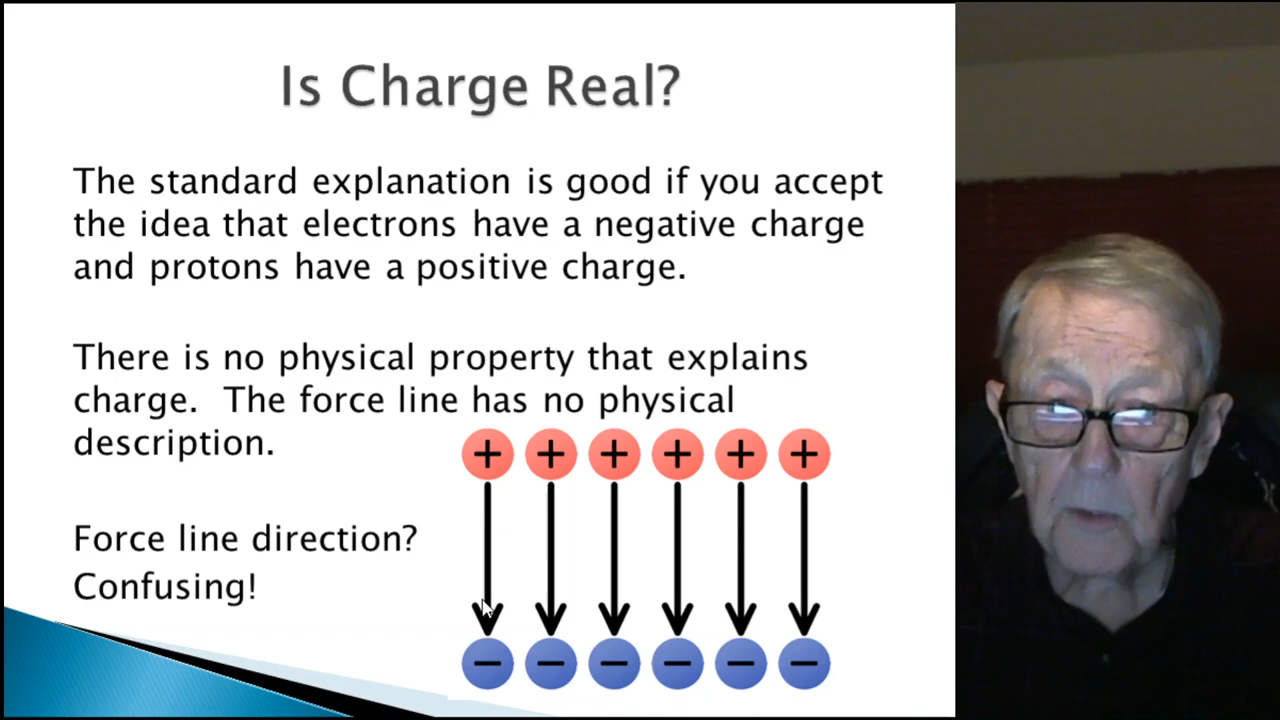 Is Charge Real?
The standard explanation is good if you accept
the idea that electrons have a negative charge
and protons have a positive charge.
There is no physical property that explains
charge. The force line has no physical
description.
+ + + + + +
Force line direction?
Confusing!
− − − − − −